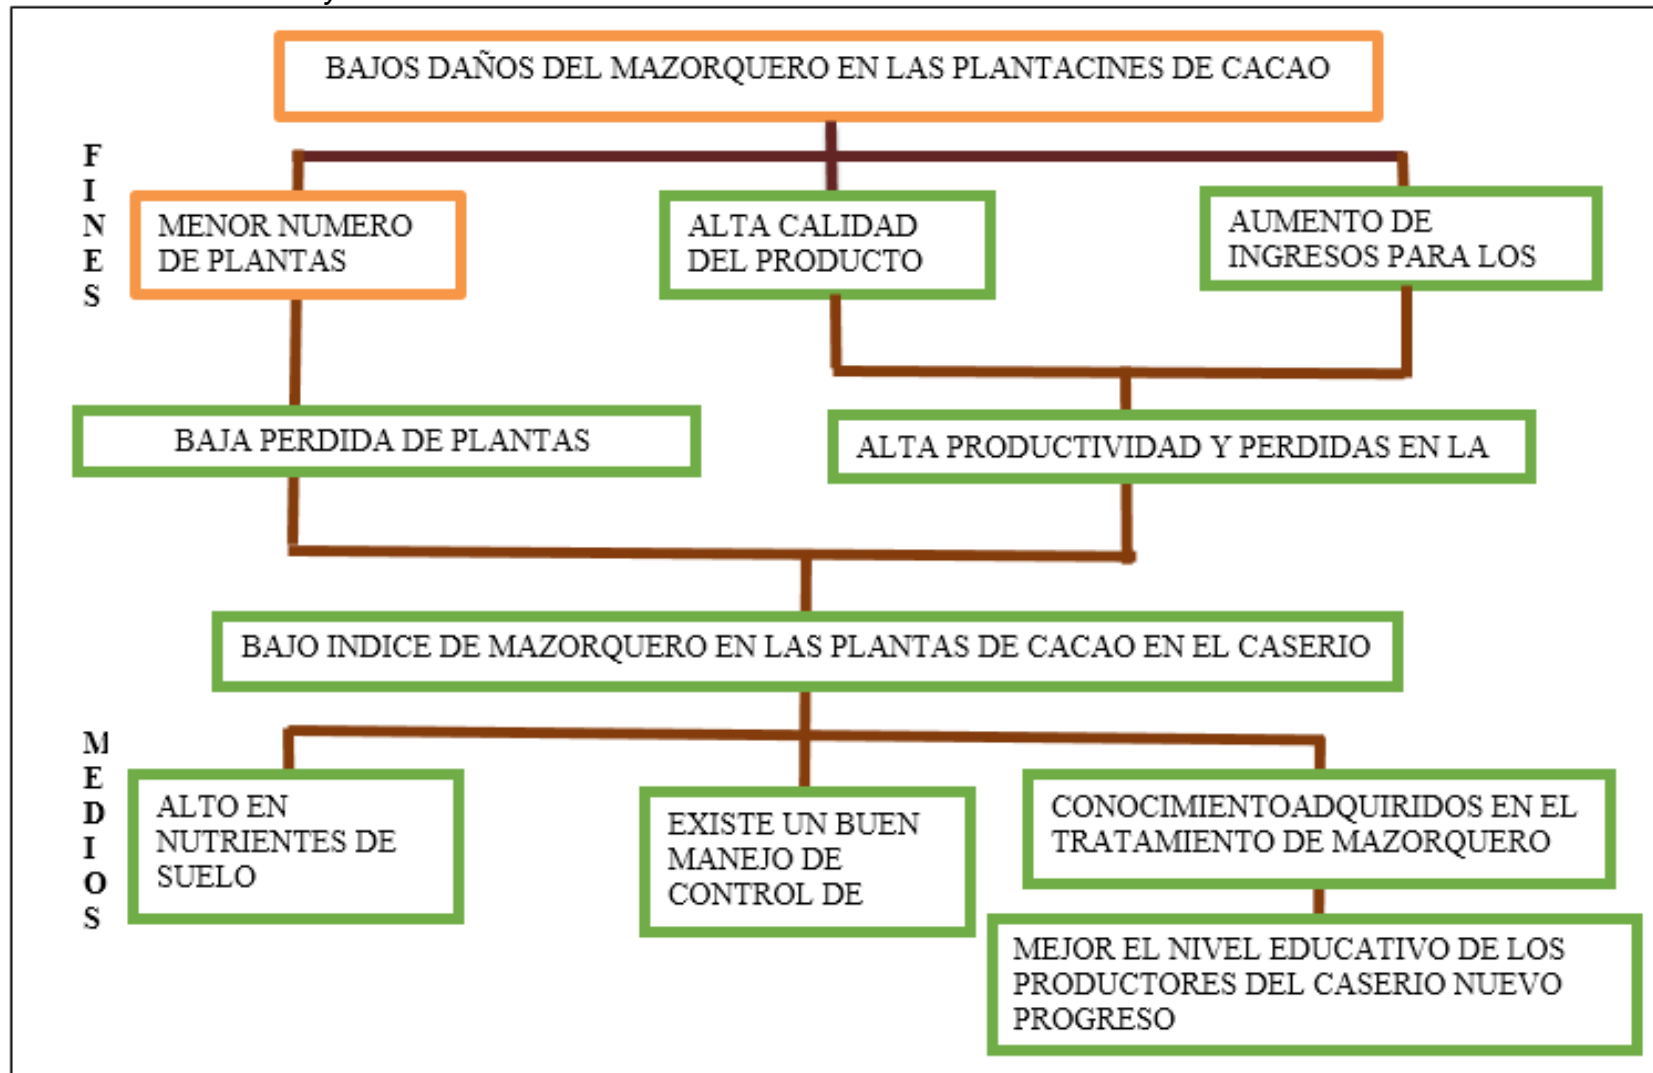 BAJOS DAÑOS DEL MAZORQUERO EN LAS PLANTACINES DE CACAO
F
I
N
E
S
MENOR NUMERO
DE PLANTAS
ALTA CALIDAD
DEL PRODUCTO
AUMENTO DE
INGRESOS PARA LOS
BAJA PERDIDA DE PLANTAS
ALTA PRODUCTIVIDAD Y PERDIDAS EN LA
BAJO INDICE DE MAZORQUERO EN LAS PLANTAS DE CACAO EN EL CASERIO
M
E
D
I
O
S
ALTO EN
NUTRIENTES DE
SUELO
EXISTE UN BUEN
MANEJO DE
CONTROL DE
CONOCIMIENTOADQUIRIDOS EN EL
TRATAMIENTO DE MAZORQUERO
MEJOR EL NIVEL EDUCATIVO DE LOS
PRODUCTORES DEL CASERIO NUEVO
PROGRESO